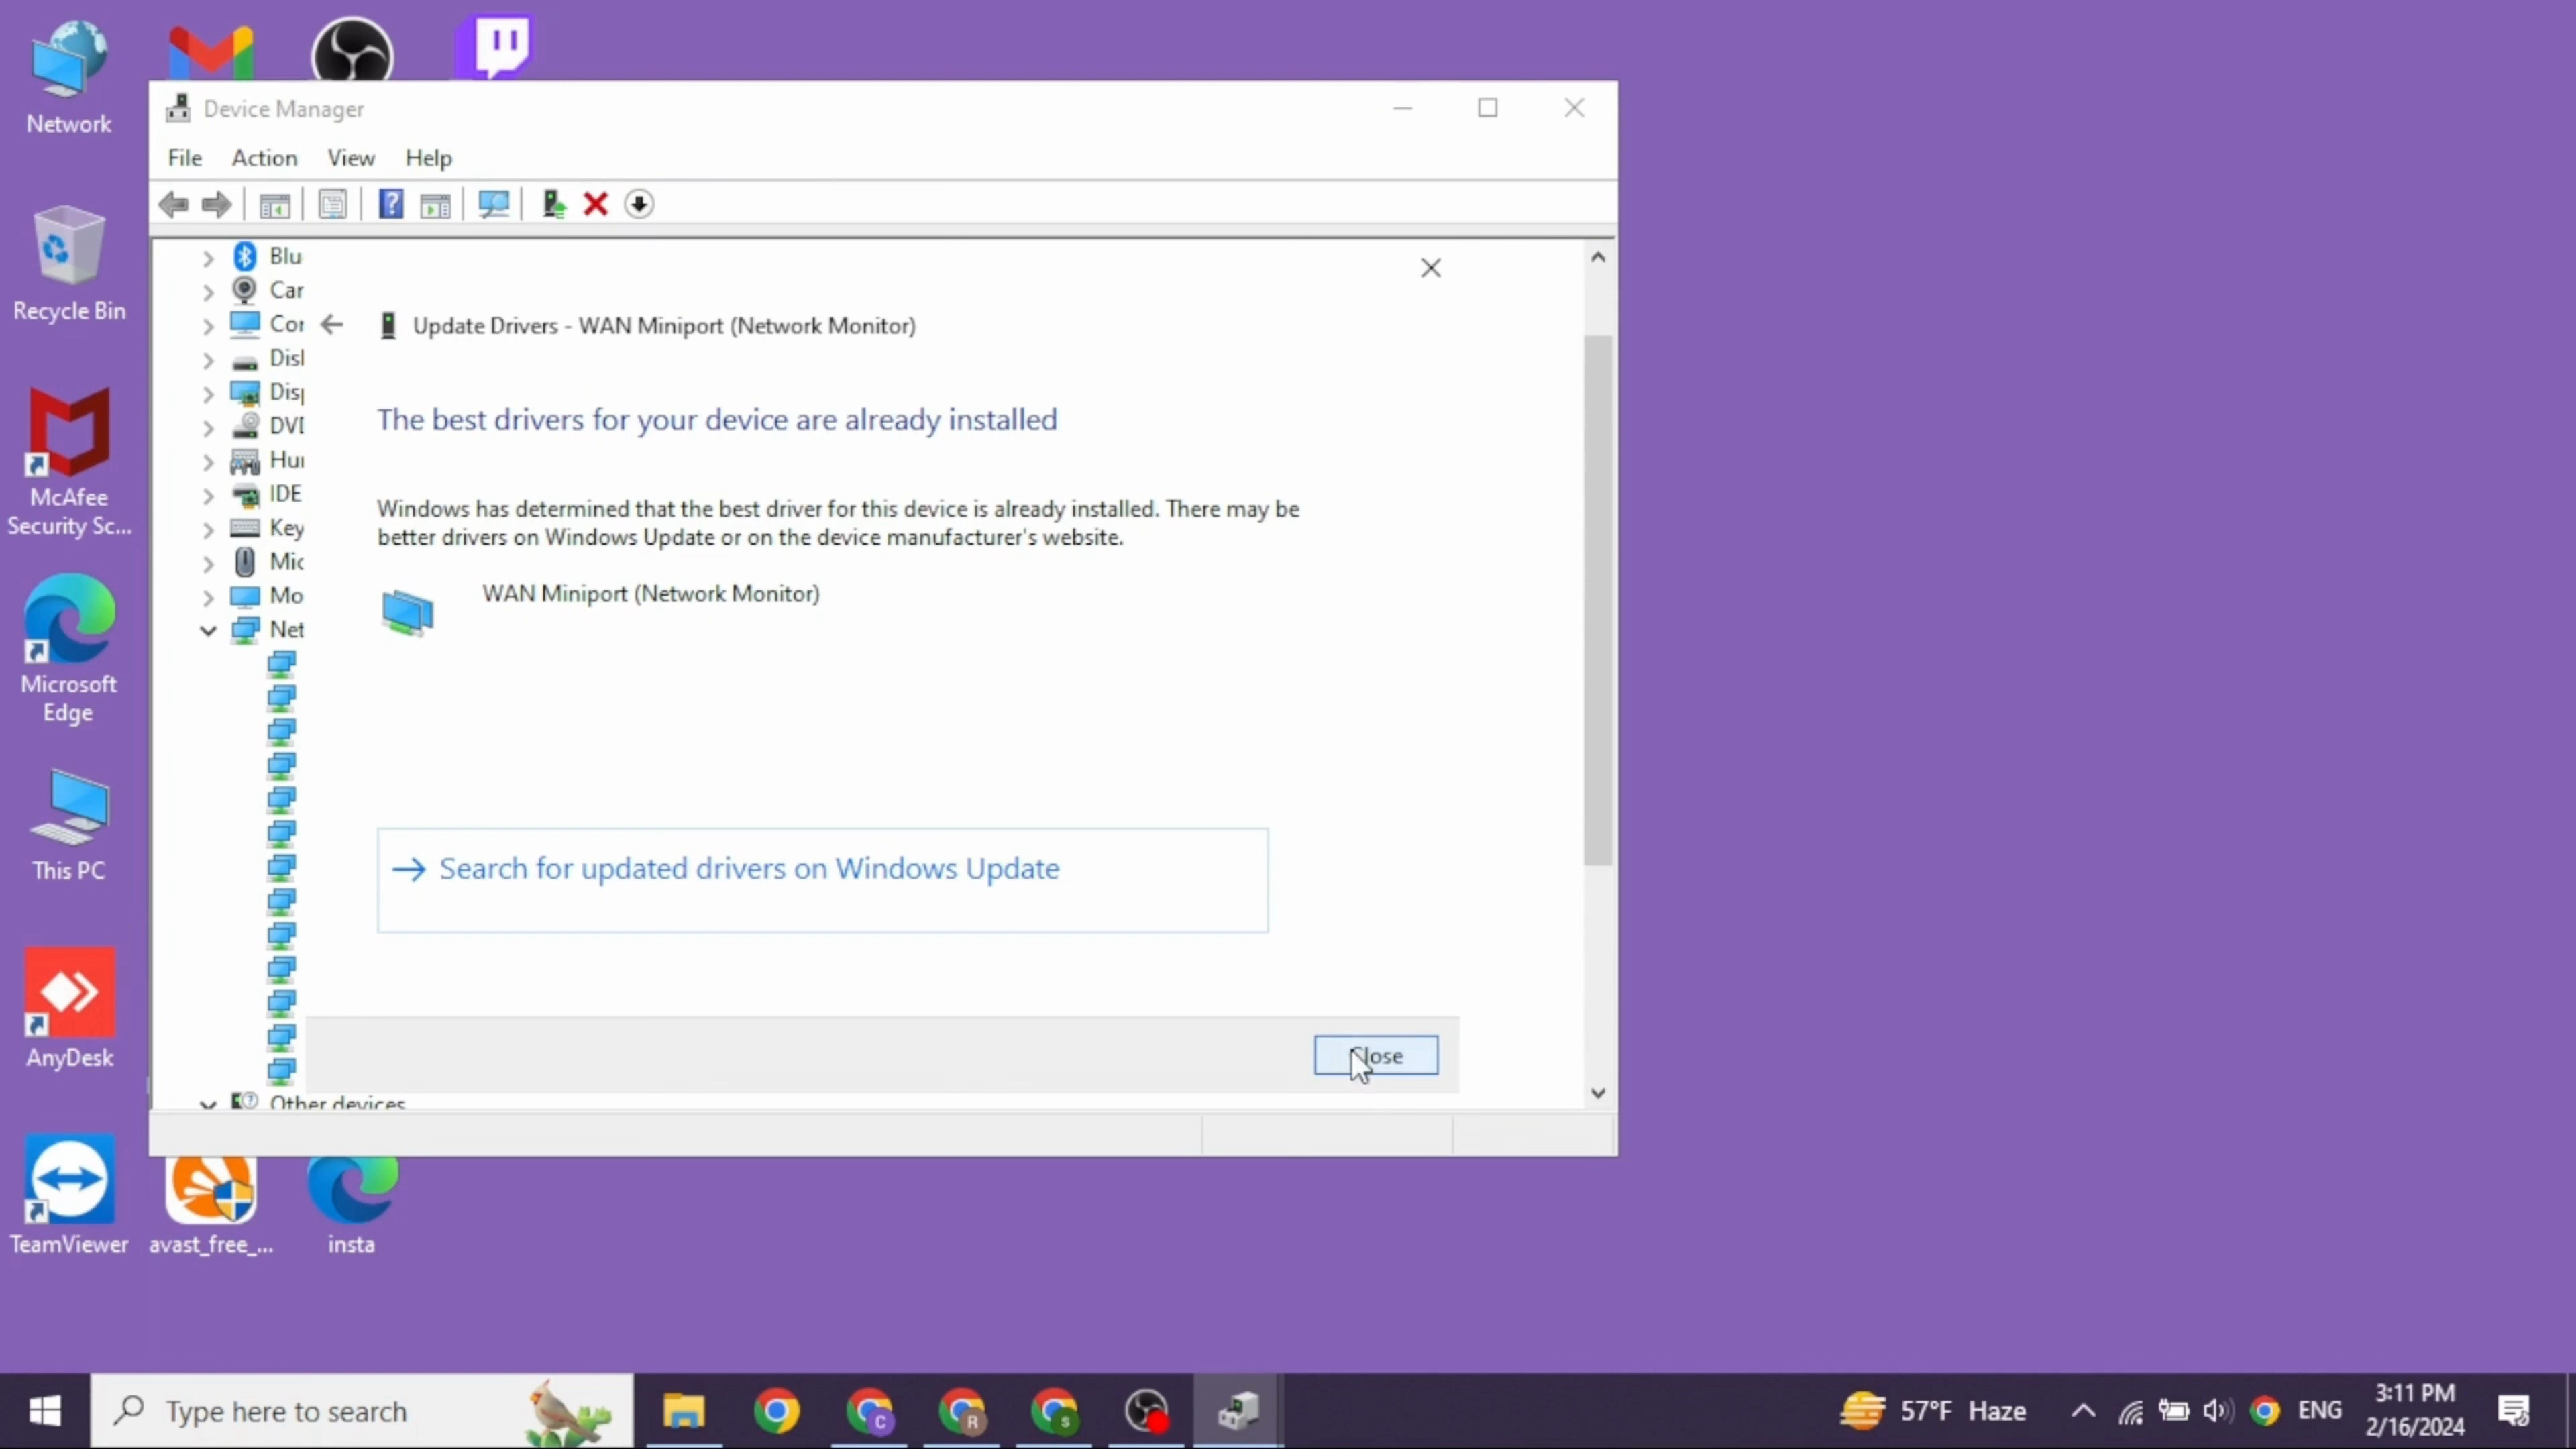 Network
Recycle Bin
McAfee
Security Sc...
Microsoft
Edge
This PC
AnyDesk
TeamViewer
avast_free_...
insta
Device Manager
File Action View Help
Blu
Car
Cor
Disl
Disp
DVD
Hur
IDE
Key
Mic
Mo
Net
Other devices
Update Drivers - WAN Miniport (Network Monitor)
The best drivers for your device are already installed
Windows has determined that the best driver for this device is already installed. There may be
better drivers on Windows Update or on the device manufacturer's website.
WAN Miniport (Network Monitor)
Search for updated drivers on Windows Update
Close
Type here to search
C
R
s
57°F Haze
ENG
3:11 PM
2/16/2024